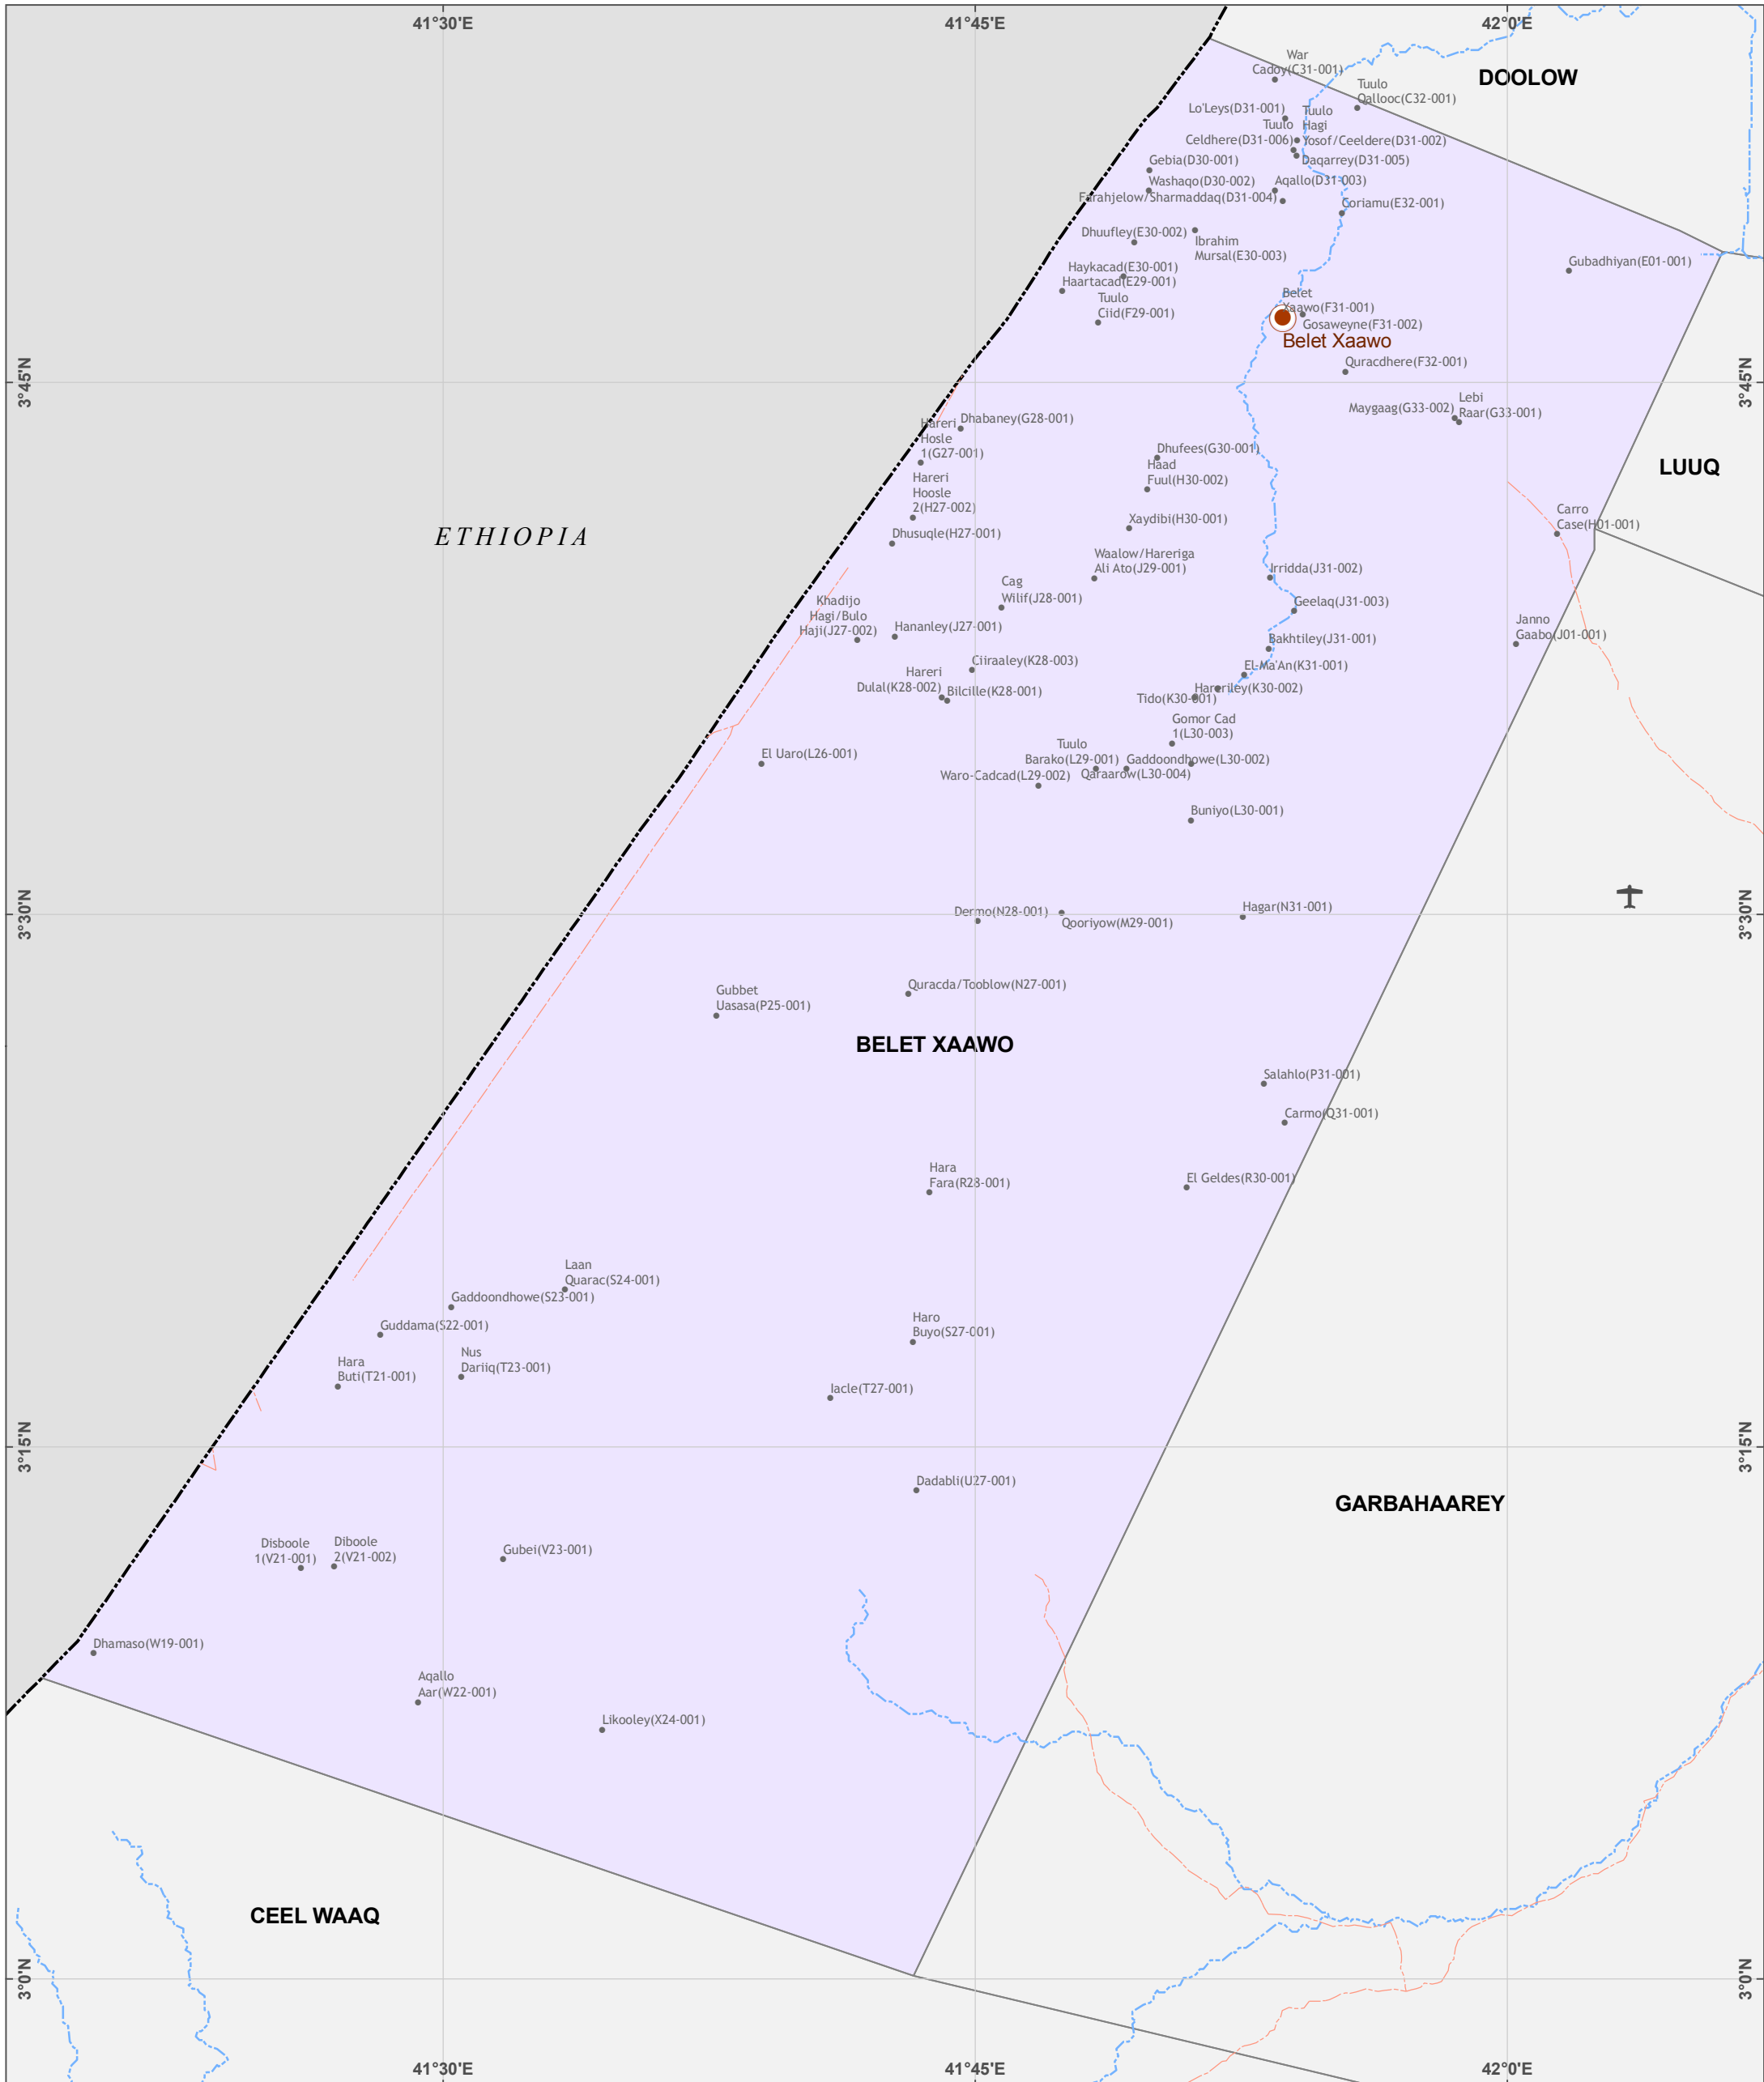 41°30'E
41°45'E
42°0'E
War
Cadoy(C31-001)
DOOLOW
Tuulo
Qallooc(C32-001)
Lo'Leys(D31-001)
Tuulo
Hagi
Yosof/Ceeldere(D31-002)
Tuulo
Celdhere(D31-006)
Daqarrey(D31-005)
Gebia(D30-001)
Washaqo(D30-002)
Aqallo(D31-003)
Farahjelow/Sharmaddaq(D31-004)
Coriamu(E32-001)
Dhuufley(E30-002)
Ibrahim
Mursal(E30-003)
Gubadhiyan(E01-001)
Haykacad(E30-001)
Haartacad(E29-001)
Tuulo
Ciid(F29-001)
Belet
Xaawo(F31-001)
Gosaweyne(F31-002)
Belet Xaawo
Quracdhere(F32-001)
3°45'N
3°45'N
Maygaag(G33-002)
Lebi
Raar(G33-001)
Dhabaney(G28-001)
Hareri
Hosle
1(G27-001)
Dhufees(G30-001)
Haad
Fuul(H30-002)
LUUQ
Hareri
Hoosle
2(H27-002)
Xaydibi(H30-001)
Carro
Case(H01-001)
ETHIOPIA
Dhusuqle(H27-001)
Waalow/Hareriga
Ali Ato(J29-001)
Irridda(J31-002)
Cag
Wilif(J28-001)
Geelaq(J31-003)
Khadijo
Hagi/Bulo
Haji(J27-002)
Hananley(J27-001)
Janno
Gaabo(J01-001)
Bakhtiley(J31-001)
Ciiraaley(K28-003)
El-Ma'An(K31-001)
Hareri
Dulal(K28-002)
Bilcille(K28-001)
Hareriley(K30-002)
Tido(K30-001)
Gomor Cad
1(L30-003)
El Uaro(L26-001)
Tuulo
Barako(L29-001)
Gaddoondhowe(L30-002)
Waro-Cadcad(L29-002)
Qaraarow(L30-004)
Buniyo(L30-001)
3°30'N
3°30'N
Dermo(N28-001)
Qooriyow(M29-001)
Hagar(N31-001)
Quracda/Tooblow(N27-001)
Gubbet
Uasasa(P25-001)
BELET XAAWO
Salahlo(P31-001)
Carmo(Q31-001)
Hara
Fara(R28-001)
El Geldes(R30-001)
Laan
Quarac(S24-001)
Gaddoondhowe(S23-001)
Guddama(S22-001)
Haro
Buyo(S27-001)
Nus
Dariiq(T23-001)
Hara
Buti(T21-001)
Iacle(T27-001)
3°15'N
3°15'N
Dadabli(U27-001)
GARBAHAAREY
Disboole
1(V21-001)
Diboole
2(V21-002)
Gubei(V23-001)
Dhamaso(W19-001)
Aqallo
Aar(W22-001)
Likooley(X24-001)
CEEL WAAQ
3°0'N
3°0'N
41°30'E
41°45'E
42°0'E